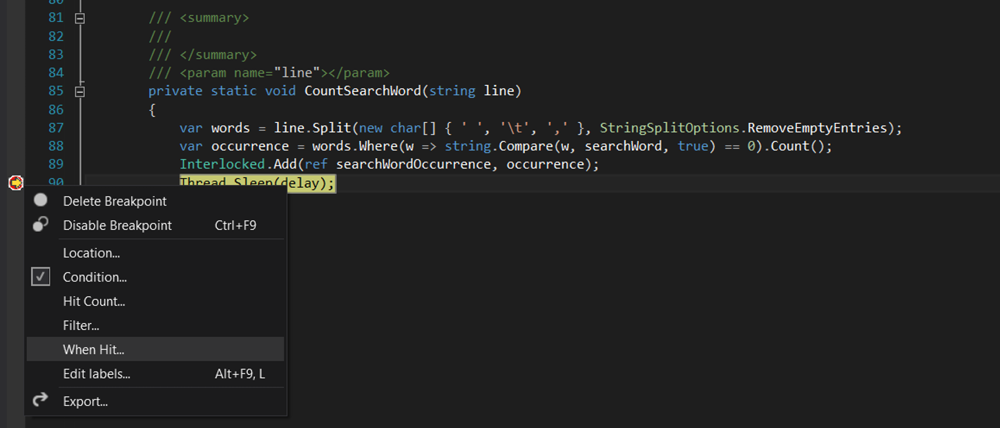 80
81 /// <summary>
82 ///
83 /// </summary>
84 /// <param name="line"></param>
85 private static void CountSearchWord(string line)
86 {
87 var words = line.Split(new char[] { ' ', '\t', ',' }, StringSplitOptions.RemoveEmptyEntries);
88 var occurrence = words.Where(w => string.Compare(w, searchWord, true) == 0).Count();
89 Interlocked.Add(ref searchWordOccurrence, occurrence);
90 Thread.Sleep(delay);
Delete Breakpoint
Disable Breakpoint Ctrl+F9
Location...
Condition...
Hit Count...
Filter...
When Hit...
Edit labels... Alt+F9, L
Export...